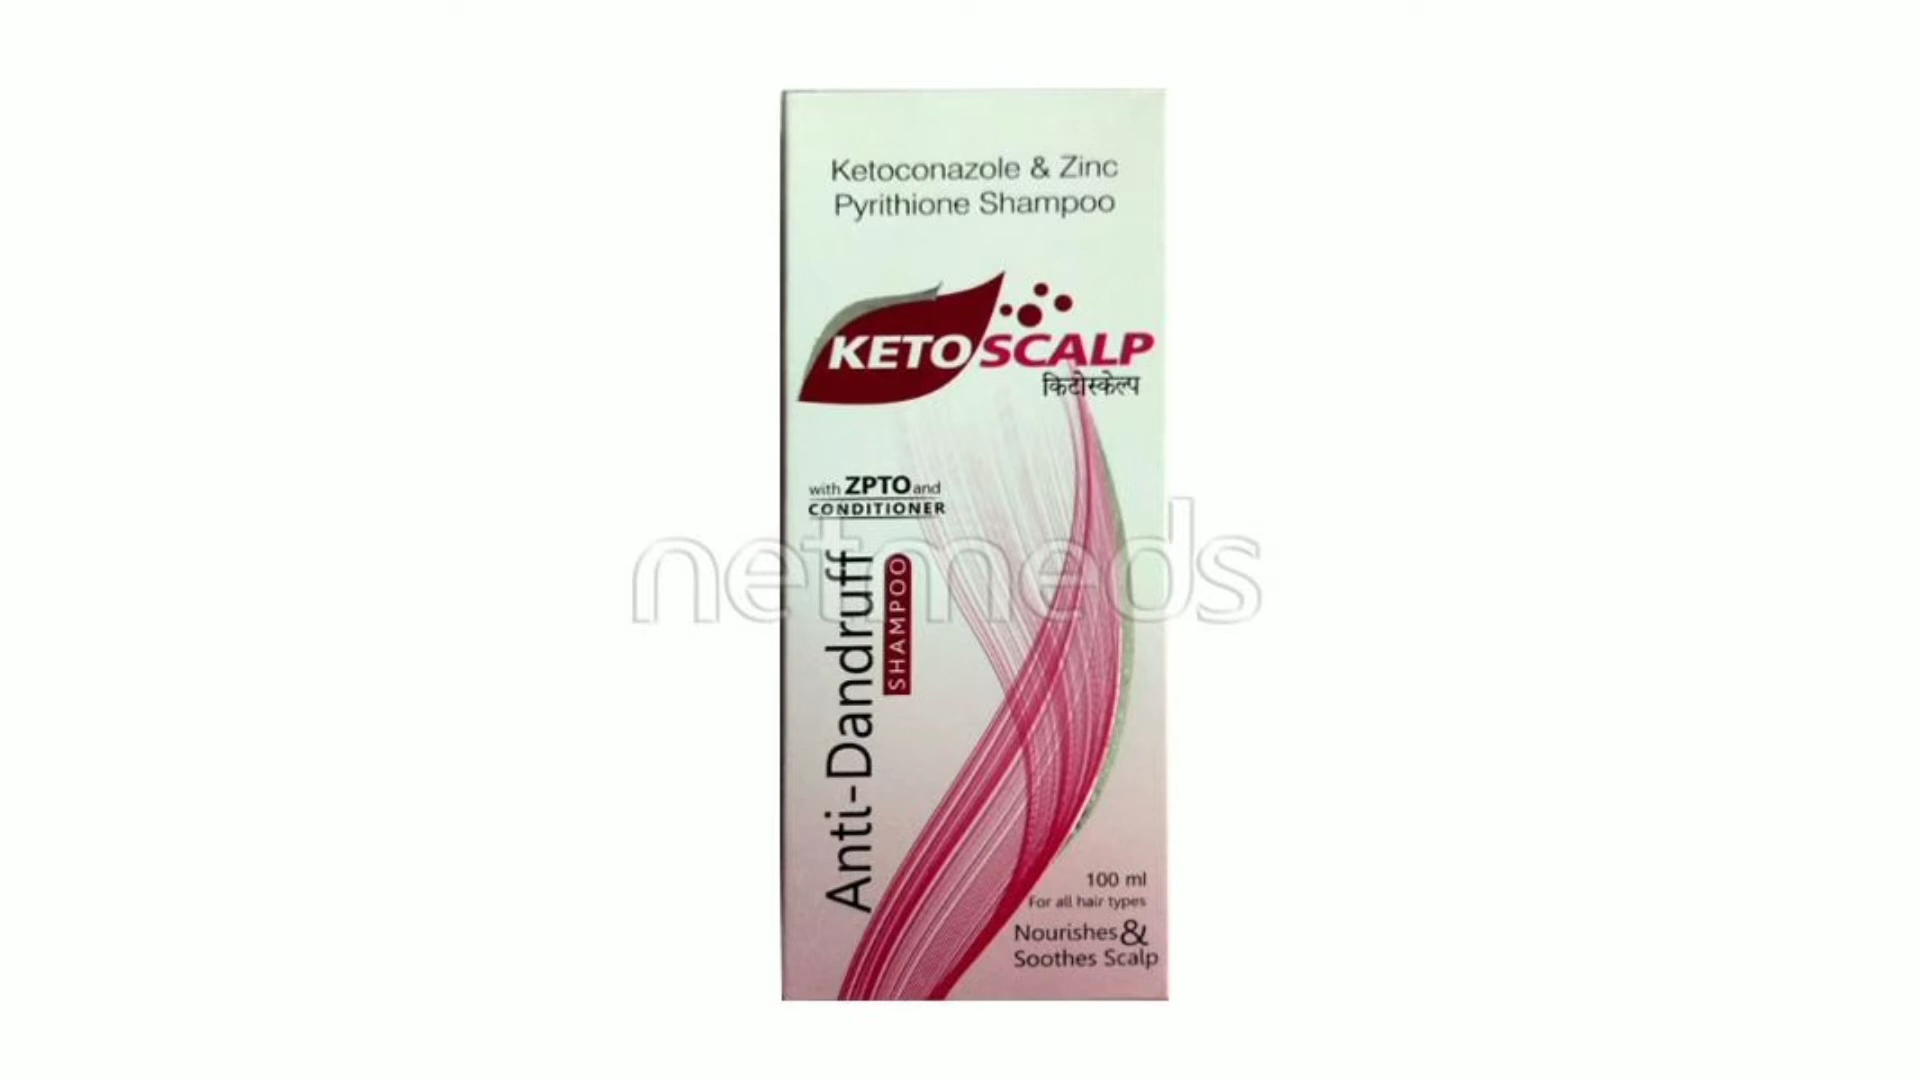 Ketoconazole & Zinc
Pyrithione Shampoo
KETOSCALP
किटोस्केल्प
with ZPTO and
CONDITIONER
Anti-Dandruff
SHAMPOO
netmeds
100 ml
For all hair types
Nourishes &
Soothes Scalp